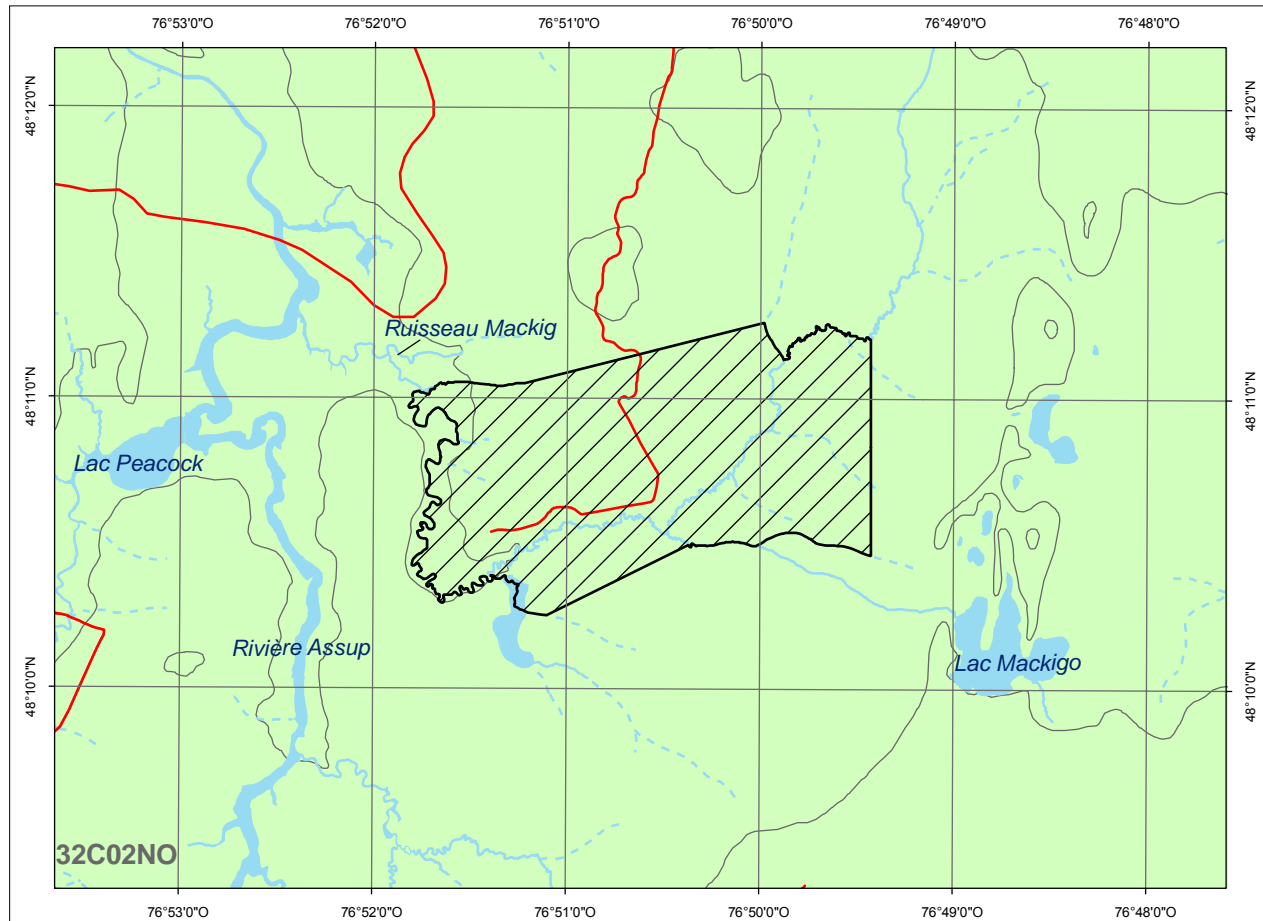 76°53'0"O 76°52'0"O 76°51'0"O 76°50'0"O 76°49'0"O 76°48'0"O
48°12'0"N 48°12'0"N
Ruisseau Mackig
48°11'0"N 48°11'0"N
Lac Peacock
Rivière Assup
Lac Mackigo
48°10'0"N 48°10'0"N
32C02NO
76°53'0"O 76°52'0"O 76°51'0"O 76°50'0"O 76°49'0"O 76°48'0"O